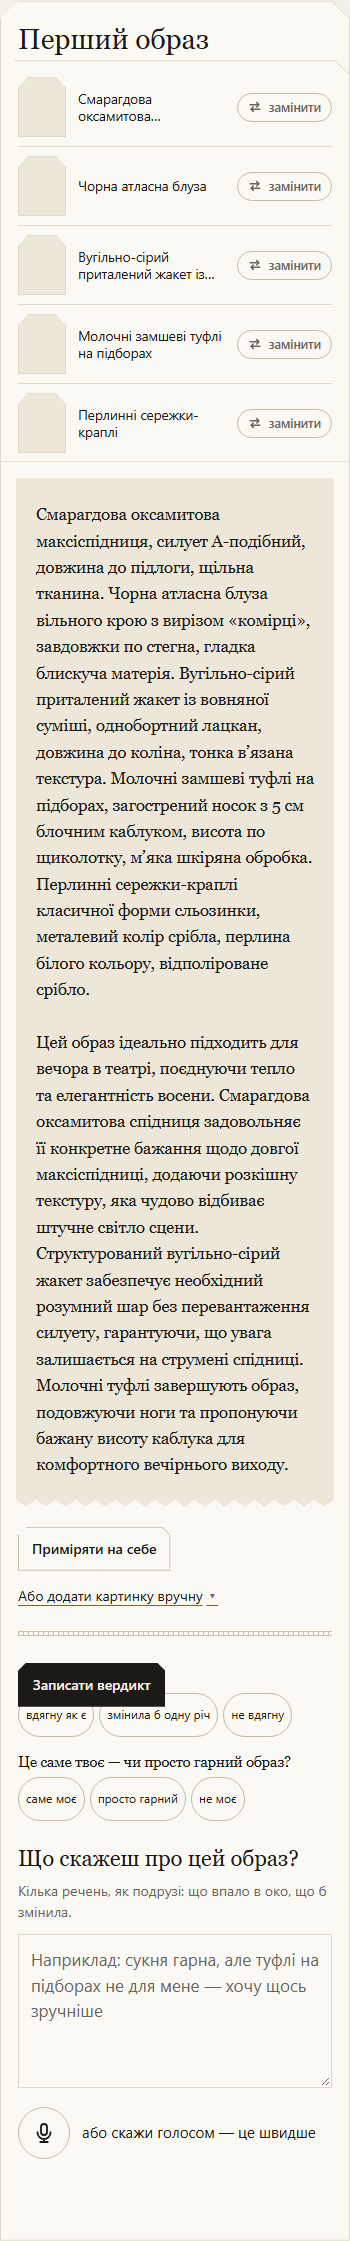 Перший образ
Смарагдова
оксамитова...
замінити
Чорна атласна блуза
замінити
Вугільно-сірий
приталений жакет із...
замінити
Молочні замшеві туфлі
на підборах
замінити
Перлинні сережки-
краплі
замінити
Смарагдова оксамитова
максіспідниця, силует А-подібний,
довжина до підлоги, щільна
тканина. Чорна атласна блуза
вільного крою з вирізом «комірці»,
завдовжки по стегна, гладка
блискуча матерія. Вугільно-сірий
приталений жакет із вовняної
суміші, однобортний лацкан,
довжина до коліна, тонка в’язана
текстура. Молочні замшеві туфлі на
підборах, загострений носок з 5 см
блочним каблуком, висота по
щиколотку, м’яка шкіряна обробка.
Перлинні сережки-краплі
класичної форми сльозинки,
металевий колір срібла, перлина
білого кольору, відполіроване
срібло.
Цей образ ідеально підходить для
вечора в театрі, поєднуючи тепло
та елегантність восени. Смарагдова
оксамитова спідниця задовольняє
її конкретне бажання щодо довгої
максіспідниці, додаючи розкішну
текстуру, яка чудово відбиває
штучне світло сцени.
Структурований вугільно-сірий
жакет забезпечує необхідний
розумний шар без перевантаження
силуету, гарантуючи, що увага
залишається на струмені спідниці.
Молочні туфлі завершують образ,
подовжуючи ноги та пропонуючи
бажану висоту каблука для
комфортного вечірнього виходу.
Приміряти на себе
Або додати картинку вручну
Записати вердикт
вдягну як є
змінила б одну річ
не вдягну
Це саме твоє — чи просто гарний образ?
саме моє
просто гарний
не моє
Що скажеш про цей образ?
Кілька речень, як подрузі: що впало в око, що б
змінила.
Наприклад: сукня гарна, але туфлі на
підборах не для мене — хочу щось
зручніше
або скажи голосом — це швидше